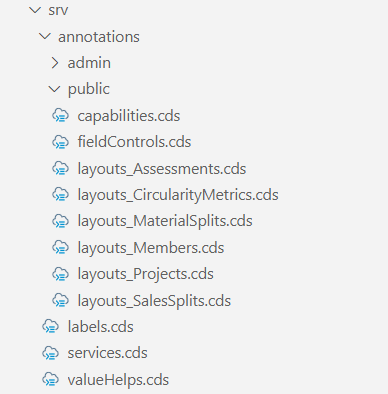 srv
annotations
admin
public
capabilities.cds
fieldControls.cds
layouts_Assessments.cds
layouts_CircularityMetrics.cds
layouts_MaterialSplits.cds
layouts_Members.cds
layouts_Projects.cds
layouts_SalesSplits.cds
labels.cds
services.cds
valueHelps.cds